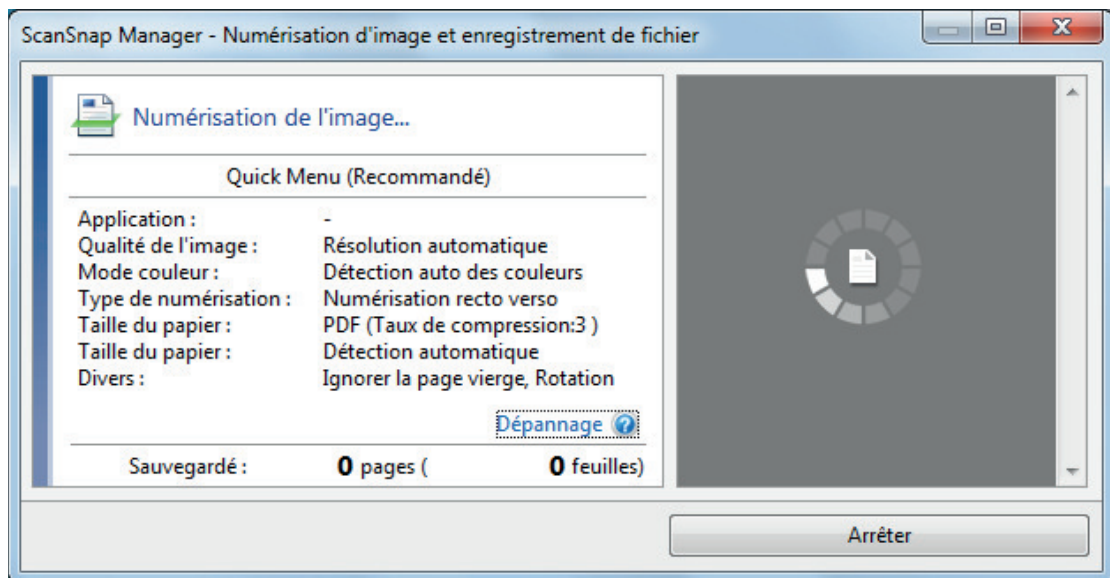 ScanSnap Manager - Numérisation d'image et enregistrement de fichier
Numérisation de l'image...
Quick Menu (Recommandé)
Application : -
Qualité de l'image : Résolution automatique
Mode couleur : Détection auto des couleurs
Type de numérisation : Numérisation recto verso
Taille du papier : PDF (Taux de compression:3 )
Taille du papier : Détection automatique
Divers : Ignorer la page vierge, Rotation
Dépannage ?
Sauvegardé : 0 pages ( 0 feuilles)
Arrêter